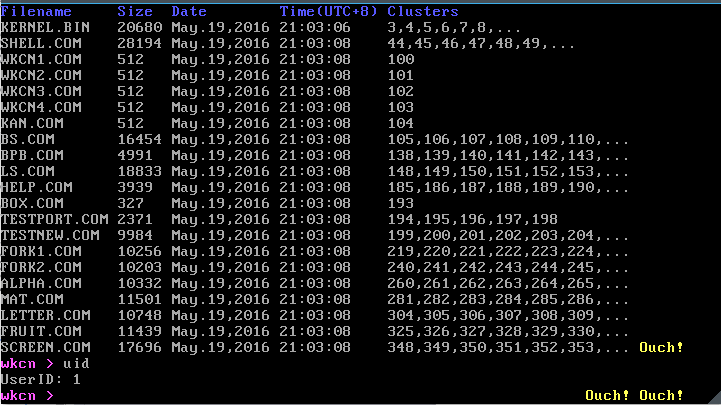 Filename Size Date Time(UTC+8) Clusters
KERNEL.BIN 20680 May.19,2016 21:03:06 3,4,5,6,7,8,...
SHELL.COM 28194 May.19,2016 21:03:08 44,45,46,47,48,49,...
WKCN1.COM 512 May.19,2016 21:03:08 100
WKCN2.COM 512 May.19,2016 21:03:08 101
WKCN3.COM 512 May.19,2016 21:03:08 102
WKCN4.COM 512 May.19,2016 21:03:08 103
KAN.COM 512 May.19,2016 21:03:08 104
BS.COM 16454 May.19,2016 21:03:08 105,106,107,108,109,110,...
BPB.COM 4991 May.19,2016 21:03:08 138,139,140,141,142,143,...
LS.COM 18833 May.19,2016 21:03:08 148,149,150,151,152,153,...
HELP.COM 3939 May.19,2016 21:03:08 185,186,187,188,189,190,...
BOX.COM 327 May.19,2016 21:03:08 193
TESTPORT.COM 2371 May.19,2016 21:03:08 194,195,196,197,198
TESTNEW.COM 9984 May.19,2016 21:03:08 199,200,201,202,203,204,...
FORK1.COM 10256 May.19,2016 21:03:08 219,220,221,222,223,224,...
FORK2.COM 10203 May.19,2016 21:03:08 240,241,242,243,244,245,...
ALPHA.COM 10332 May.19,2016 21:03:08 260,261,262,263,264,265,...
MAT.COM 11501 May.19,2016 21:03:08 281,282,283,284,285,286,...
LETTER.COM 10748 May.19,2016 21:03:08 304,305,306,307,308,309,...
FRUIT.COM 11439 May.19,2016 21:03:08 325,326,327,328,329,330,...
SCREEN.COM 17696 May.19,2016 21:03:08 348,349,350,351,352,353,... Ouch!
wkcn > uid
UserID: 1
wkcn > Ouch! Ouch!